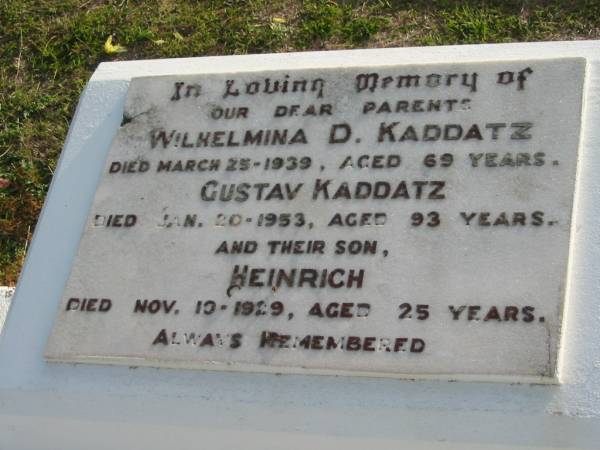 In Loving Memory of
OUR DEAR PARENTS
WILHELMINA D. KADDATZ
DIED MARCH 25-1939, AGED 69 YEARS.
GUSTAV KADDATZ
DIED JAN. 20-1953, AGED 93 YEARS.
AND THEIR SON,
HEINRICH
DIED NOV. 10-1929, AGED 25 YEARS.
ALWAYS REMEMBERED